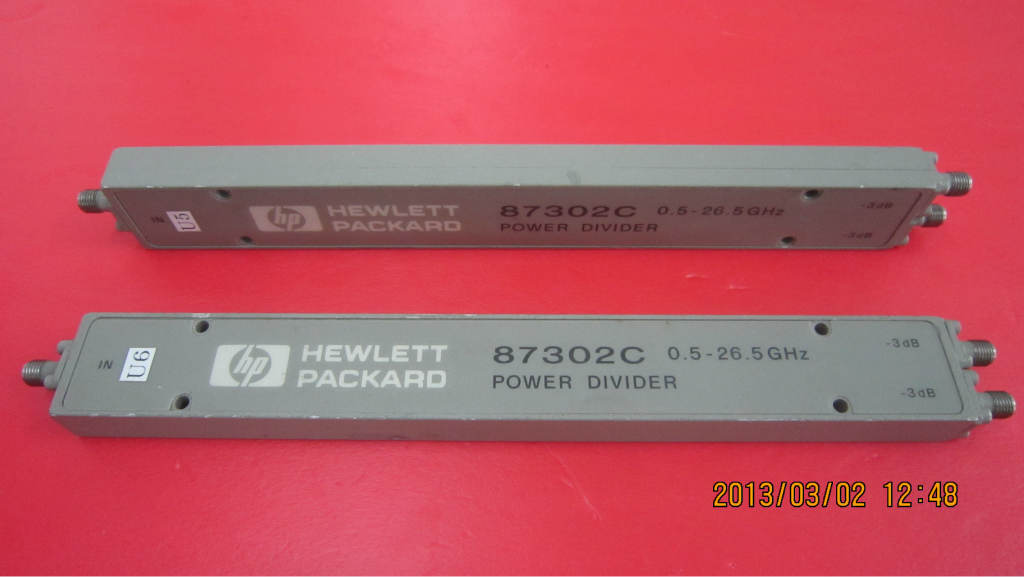 IN
U5
hp HEWLETT
PACKARD
87302C 0.5-26.5GHz
POWER DIVIDER
-3dB
-3dB
IN
U6
hp HEWLETT
PACKARD
87302C 0.5-26.5GHz
POWER DIVIDER
-3dB
-3dB
2013/03/02 12:48